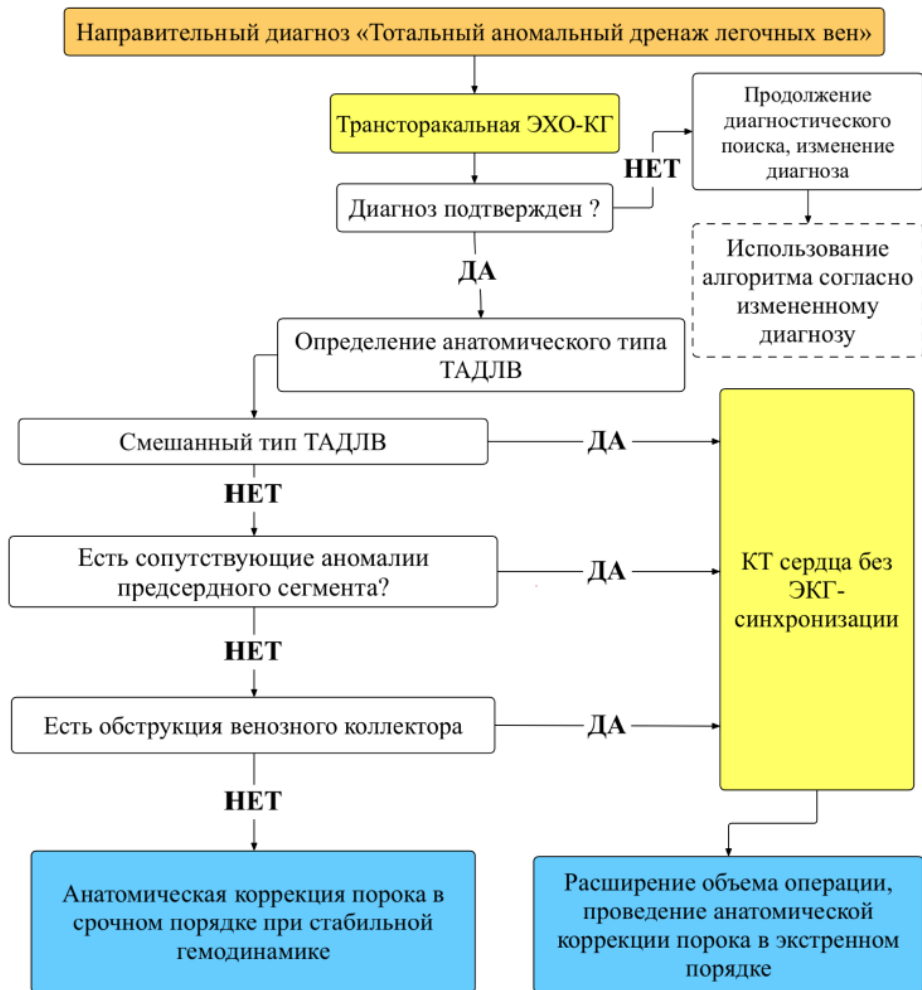 Направительный диагноз «Тотальный аномальный дренаж легочных вен»
Трансторакальная ЭХО-КГ
Продолжение
диагностического
поиска, изменение
диагноза
НЕТ
Диагноз подтвержден ?
Использование
алгоритма согласно
измененному
диагнозу
ДА
Определение анатомического типа
ТАДЛВ
Смешанный тип ТАДЛВ
ДА
НЕТ
Есть сопутствующие аномалии
предсердного сегмента?
ДА
КТ сердца без
ЭКГ-
синхронизации
НЕТ
Есть обструкция венозного коллектора
ДА
НЕТ
Анатомическая коррекция порока в
срочном порядке при стабильной
гемодинамике
Расширение объема операции,
проведение анатомической
коррекции порока в экстренном
порядке